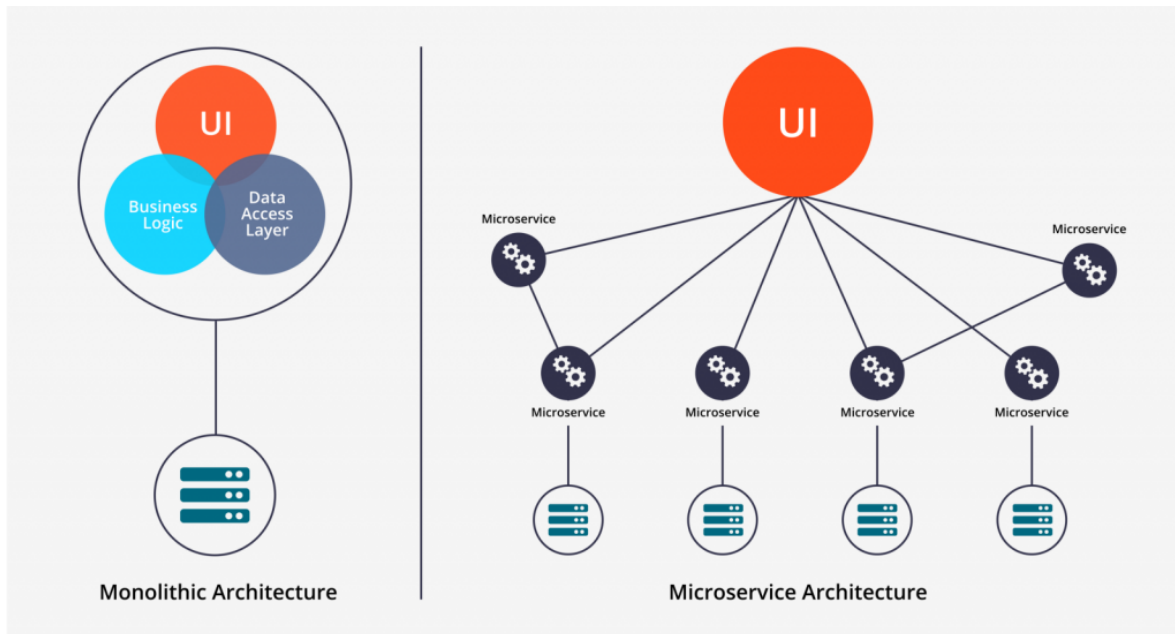 UI
Business
Logic
Data
Access
Layer
Monolithic Architecture
UI
Microservice
Microservice
Microservice
Microservice
Microservice
Microservice
Microservice Architecture